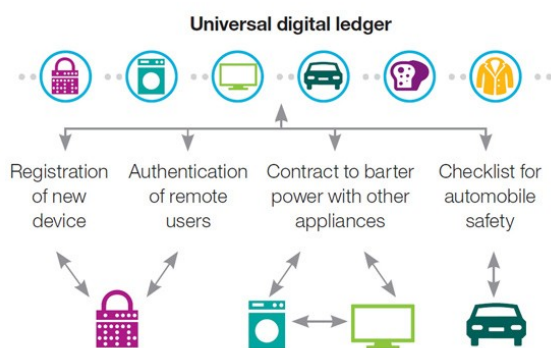 Universal digital ledger
Registration
of new
device
Authentication
of remote
users
Contract to barter
power with other
appliances
Checklist for
automobile
safety